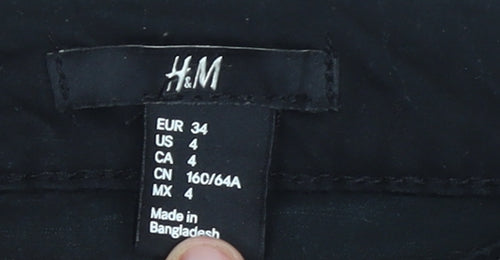 H&M
EUR 34
US 4
CA 4
CN 160/64A
MX 4
Made in
Bangladesh